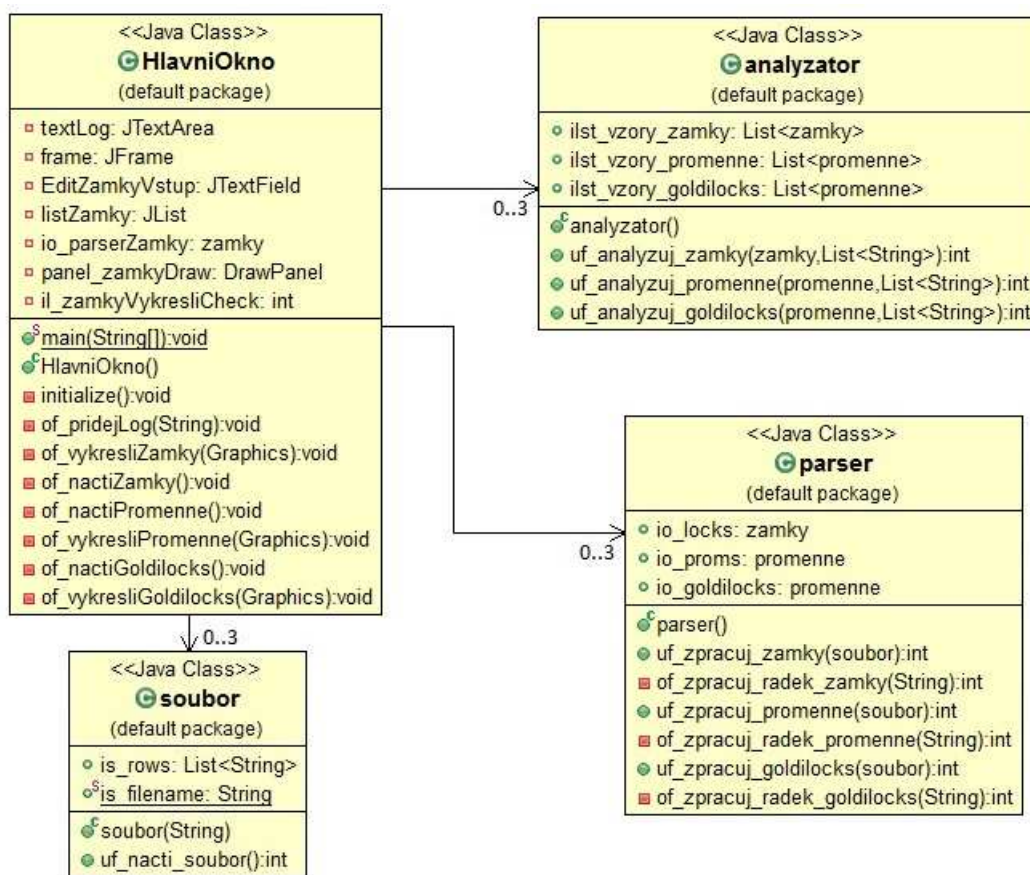 <<Java Class>>
HlavniOkno
(default package)
textLog: JTextArea
frame: JFrame
EditZamkyVstup: JTextField
listZamky: JList
io_parserZamky: zamky
panel_zamkyDraw: DrawPanel
il_zamkyVykresliCheck: int
main(String[]):void
HlavniOkno()
initialize():void
of_pridejLog(String):void
of_vykresliZamky(Graphics):void
of_nactiZamky():void
of_nactiPromenne():void
of_vykresliPromenne(Graphics):void
of_nactiGoldilocks():void
of_vykresliGoldilocks(Graphics):void
0..3
<<Java Class>>
analyzator
(default package)
ilst_vzory_zamky: List<zamky>
ilst_vzory_promenne: List<promenne>
ilst_vzory_goldilocks: List<promenne>
analyzator()
uf_analyzuj_zamky(zamky,List<String>):int
uf_analyzuj_promenne(promenne,List<String>):int
uf_analyzuj_goldilocks(promenne,List<String>):int
0..3
<<Java Class>>
parser
(default package)
io_locks: zamky
io_proms: promenne
io_goldilocks: promenne
parser()
uf_zpracuj_zamky(soubor):int
of_zpracuj_radek_zamky(String):int
uf_zpracuj_promenne(soubor):int
of_zpracuj_radek_promenne(String):int
uf_zpracuj_goldilocks(soubor):int
of_zpracuj_radek_goldilocks(String):int
0..3
<<Java Class>>
soubor
(default package)
is_rows: List<String>
is_filename: String
soubor(String)
uf_nacti_soubor():int